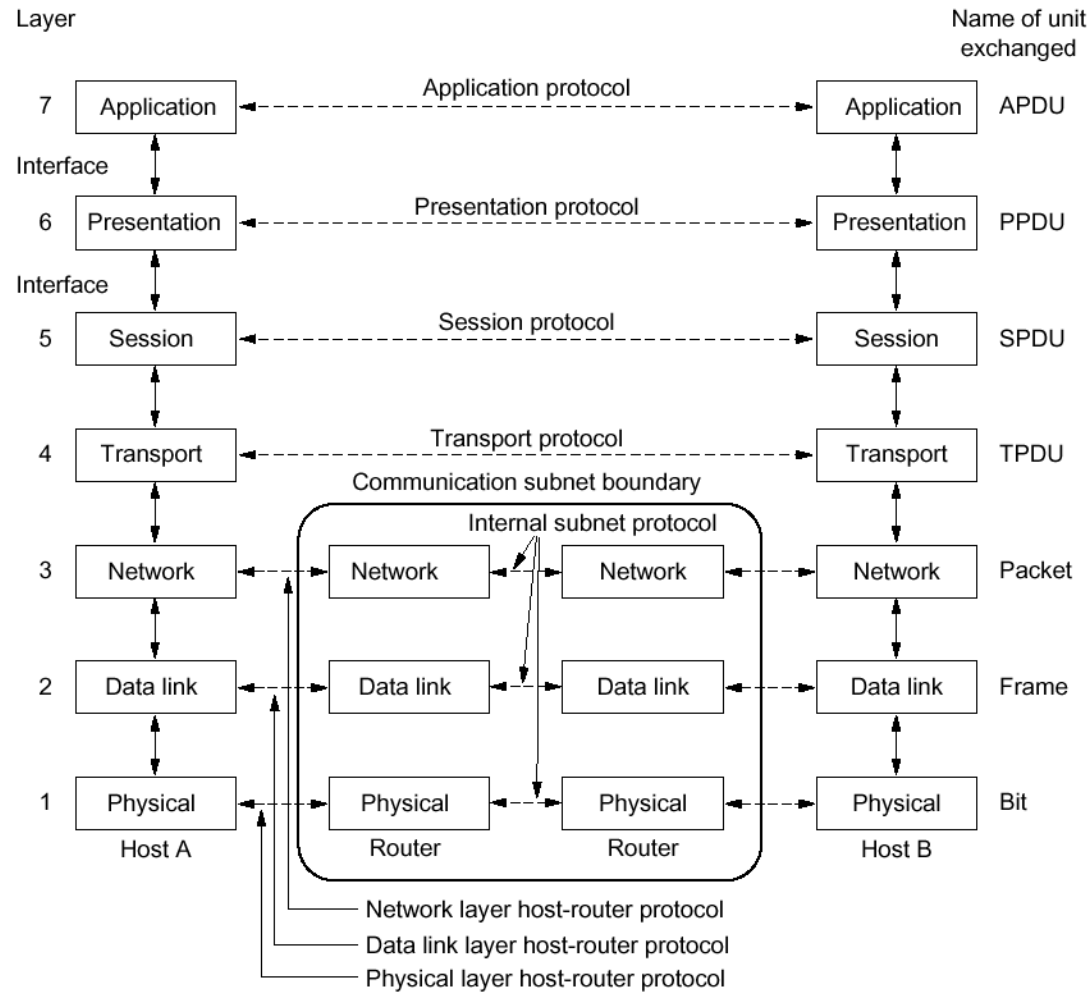 Layer
Name of unit
exchanged
7 Application Application protocol Application APDU
Interface
6 Presentation Presentation protocol Presentation PPDU
Interface
5 Session Session protocol Session SPDU
4 Transport Transport protocol Transport TPDU
Communication subnet boundary
Internal subnet protocol
3 Network Network Network Network Packet
2 Data link Data link Data link Data link Frame
1 Physical Physical Physical Physical Bit
Host A Router Router Host B
Network layer host-router protocol
Data link layer host-router protocol
Physical layer host-router protocol